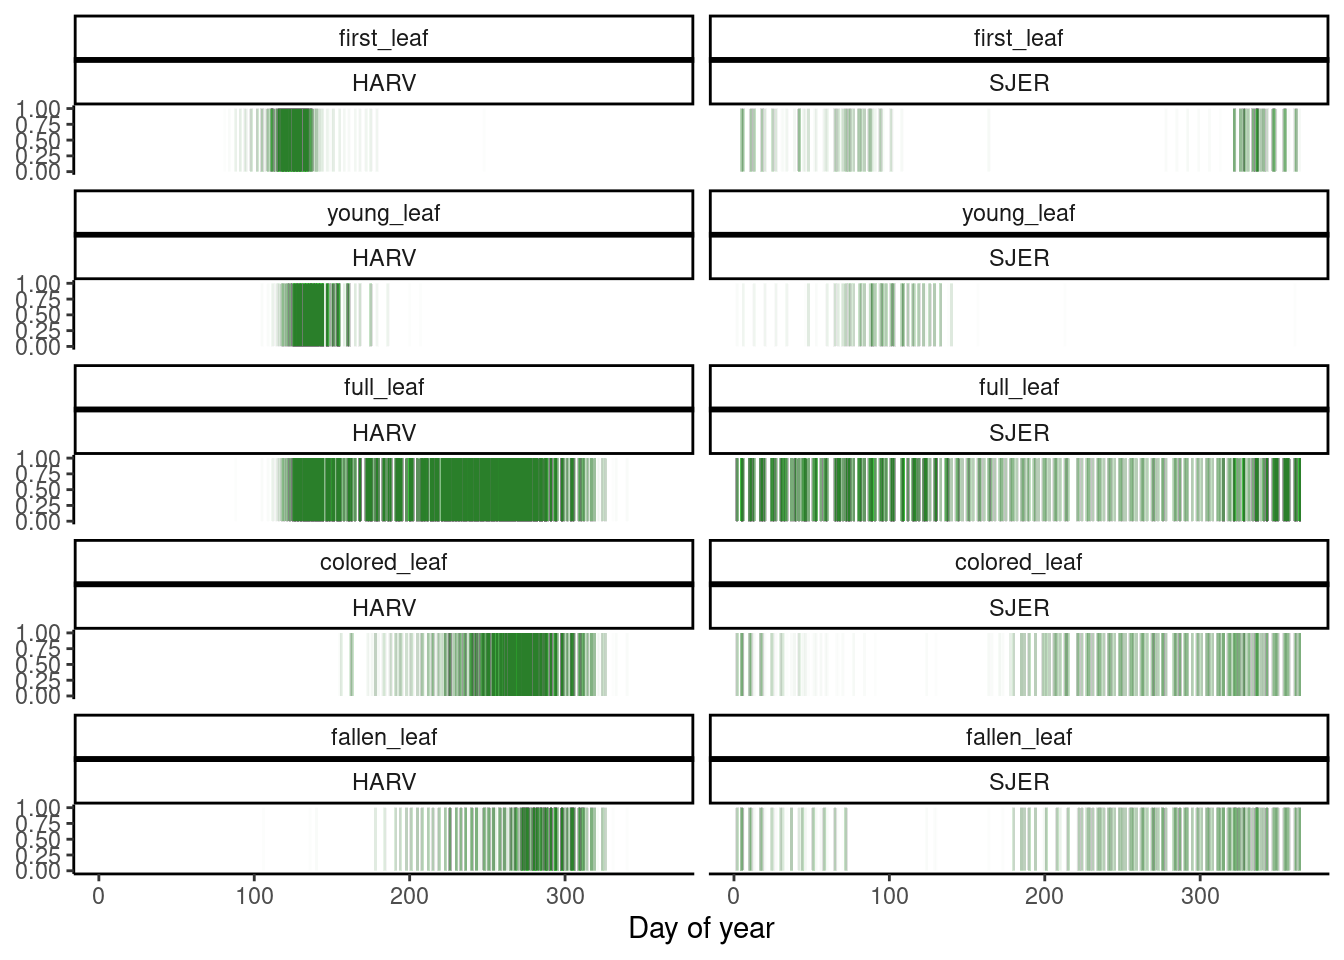 first_leaf first_leaf
HARV SJER
1.00
0.75
0.50
0.25
0.00
young_leaf young_leaf
HARV SJER
1.00
0.75
0.50
0.25
0.00
full_leaf full_leaf
HARV SJER
1.00
0.75
0.50
0.25
0.00
colored_leaf colored_leaf
HARV SJER
1.00
0.75
0.50
0.25
0.00
fallen_leaf fallen_leaf
HARV SJER
1.00
0.75
0.50
0.25
0.00
0 100 200 300 0 100 200 300
Day of year